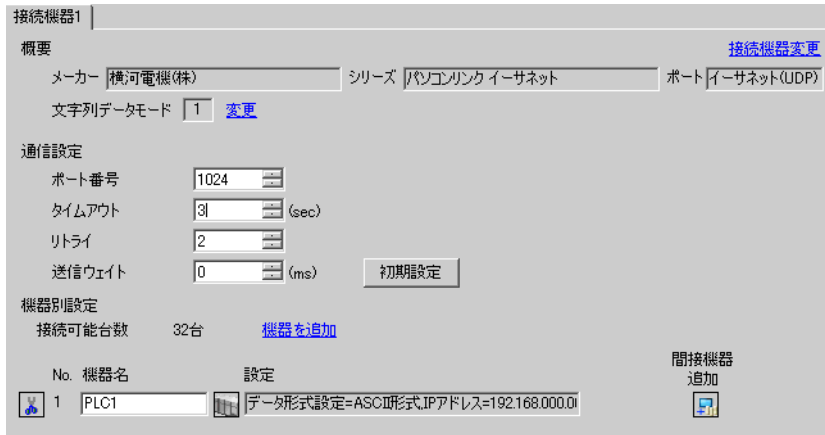 接続機器1
概要
接続機器変更
メーカー 横河電機(株) シリーズ パソコンリンク イーサネット ポート イーサネット(UDP)
文字列データモード 1 変更
通信設定
ポート番号 1024
タイムアウト 3 (sec)
リトライ 2
送信ウェイト 0 (ms) 初期設定
機器別設定
接続可能台数 32台 機器を追加
間接機器
No. 機器名 設定 追加
1 PLC1 データ形式設定=ASCII形式,IPアドレス=192.168.000.0